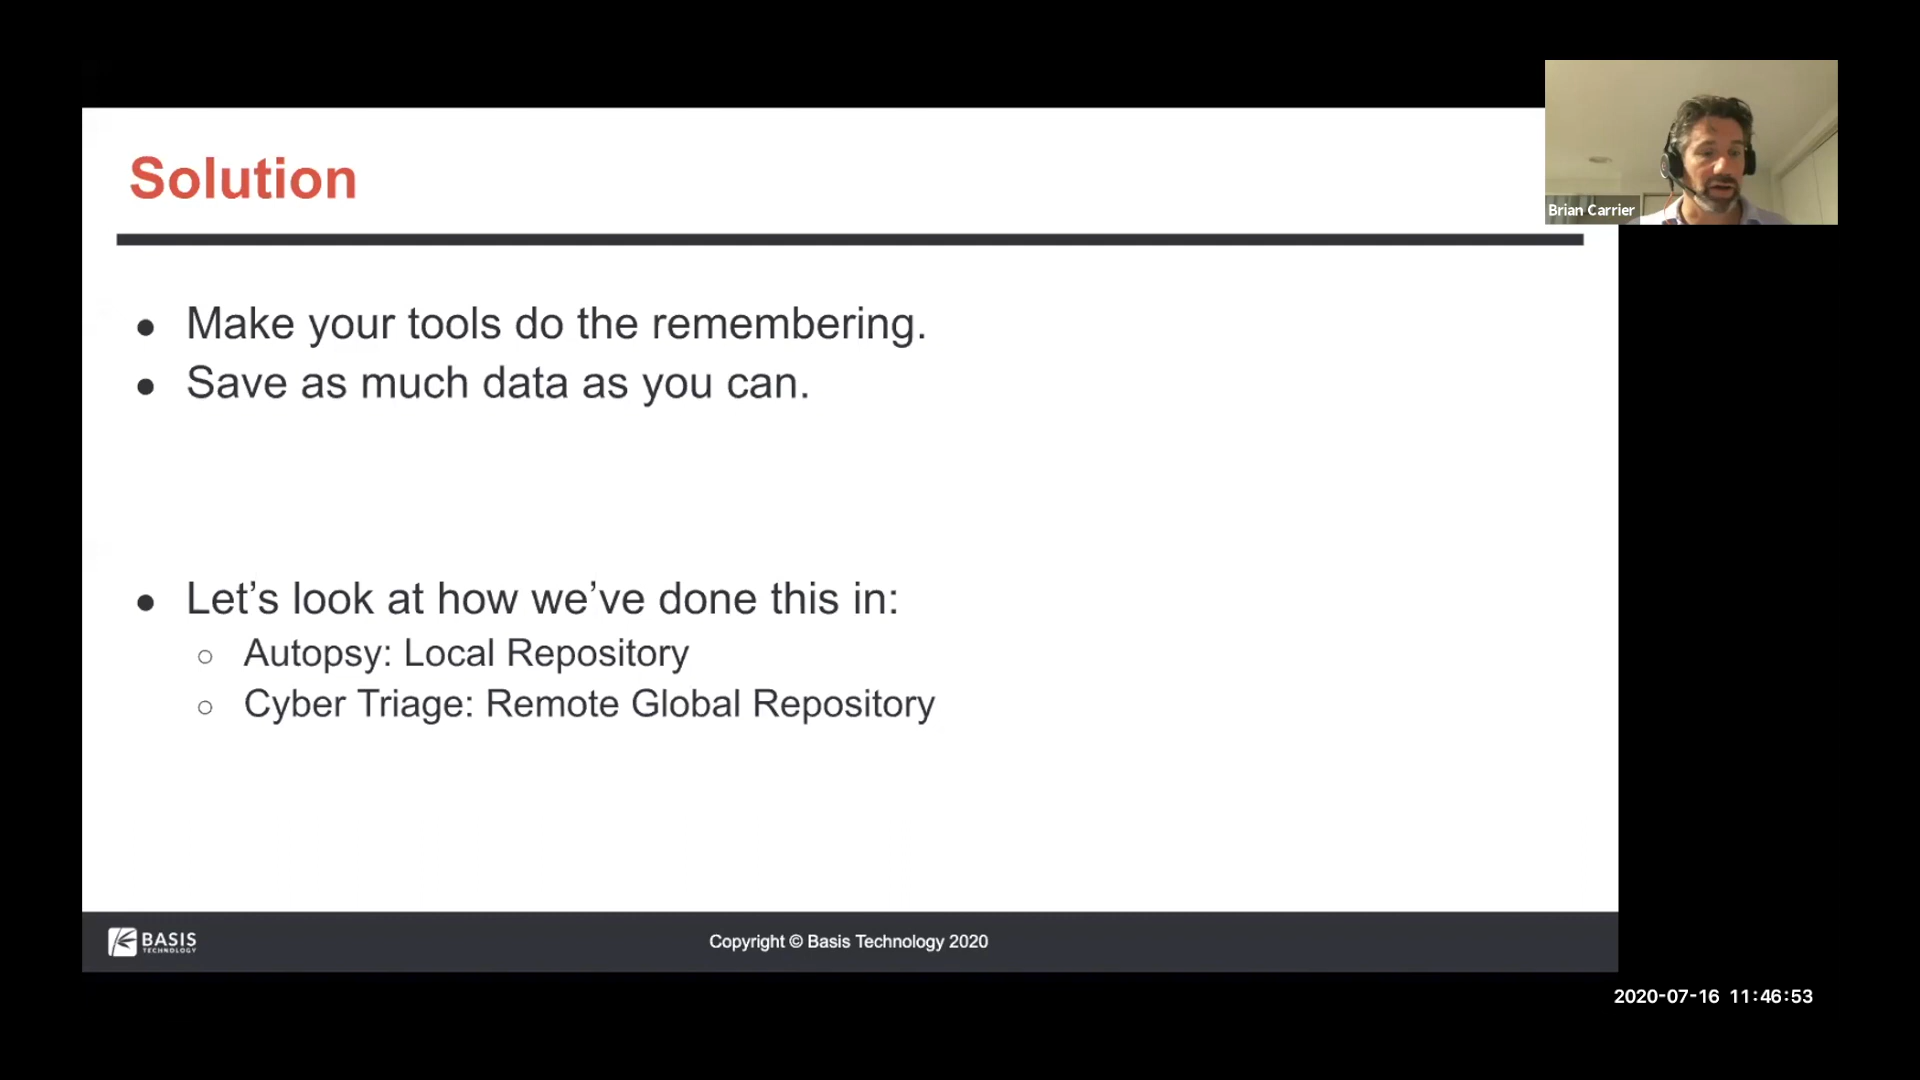 Solution
Brian Carrier
● Make your tools do the remembering.
● Save as much data as you can.
● Let’s look at how we’ve done this in:
○ Autopsy: Local Repository
○ Cyber Triage: Remote Global Repository
BASIS
TECHNOLOGY
Copyright © Basis Technology 2020
2020-07-16 11:46:53